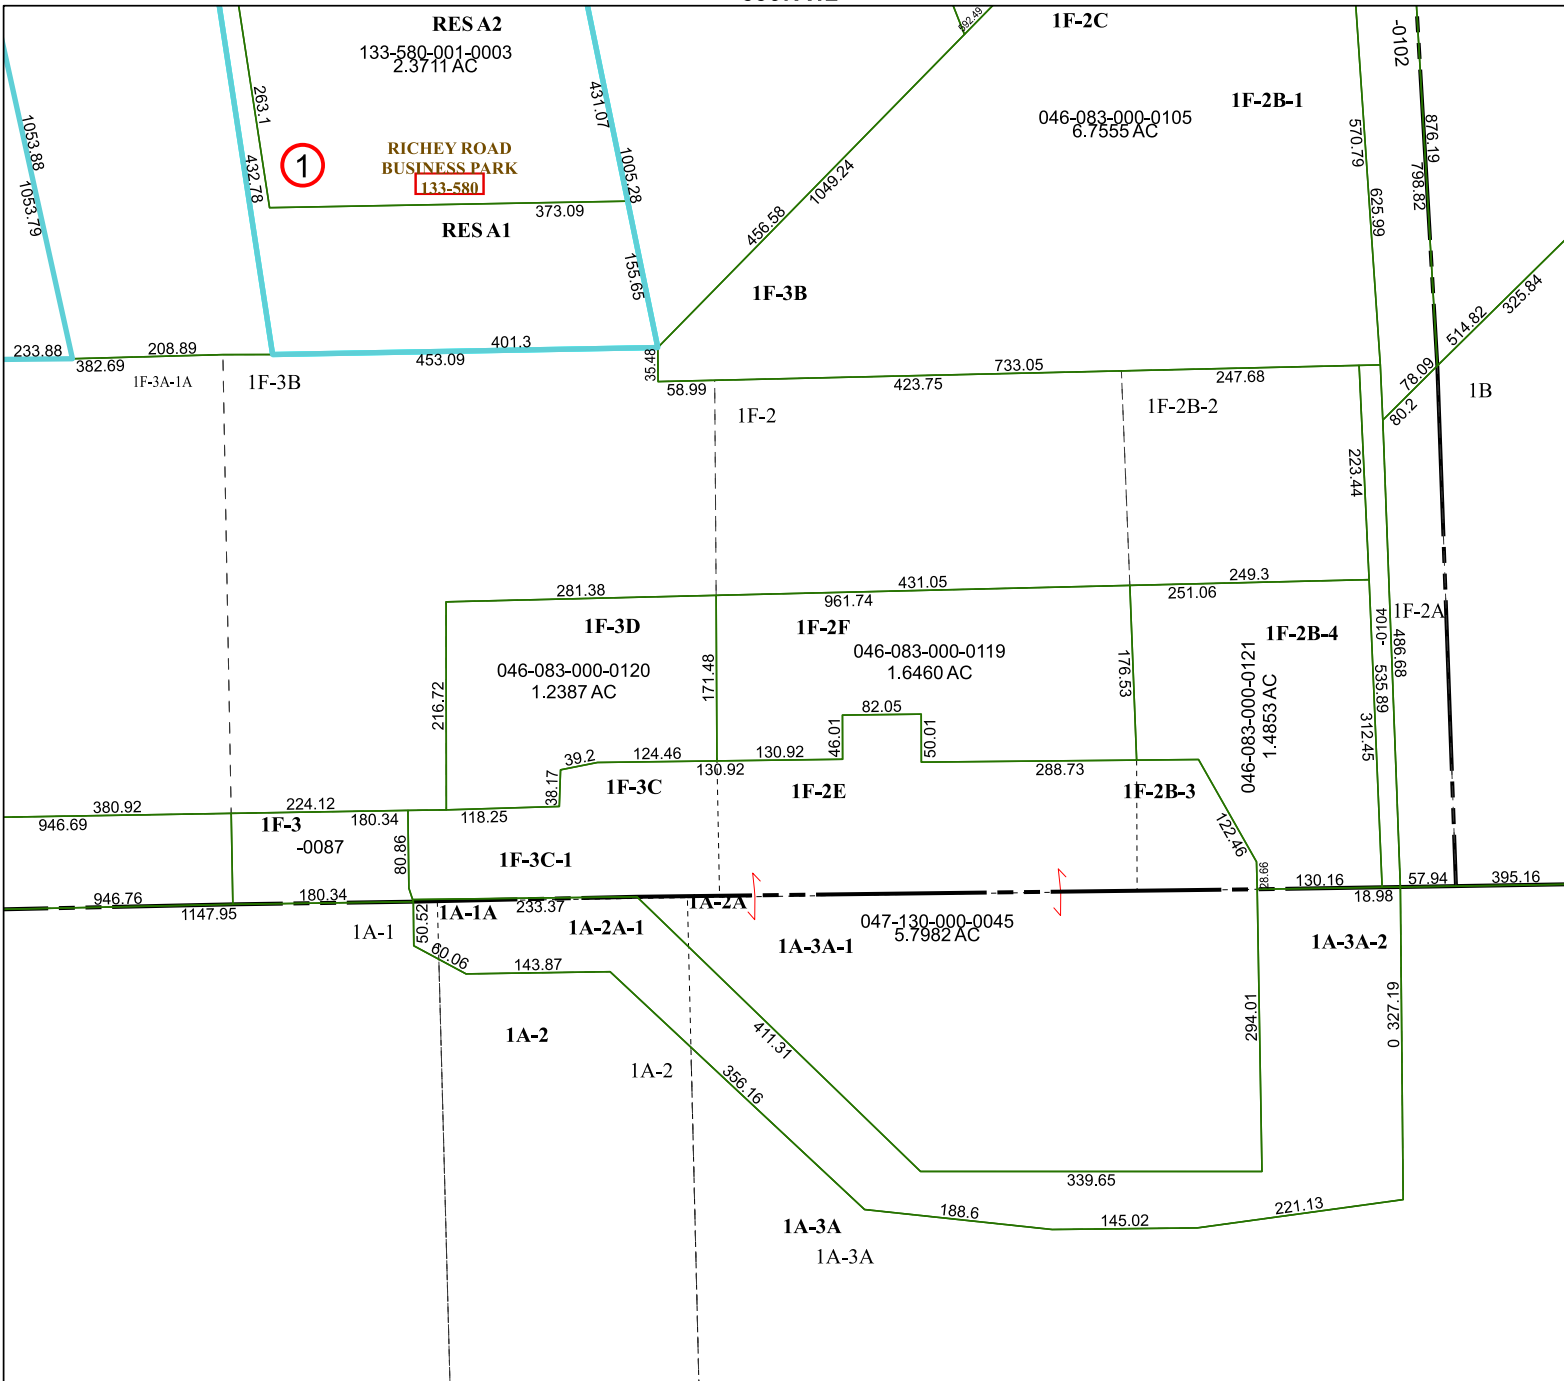 RES A2
133-580-001-0003
2.3711 AC
1F-2C
592.49
-0102
046-083-000-0105
6.7555 AC
1F-2B-1
263.1
431.07
570.79
876.19
798.82
1053.88
1053.79
432.78
1
RICHEY ROAD
BUSINESS PARK
133-580
1005.28
373.09
RES A1
155.65
456.58
1049.24
625.99
1F-3B
514.82
325.84
233.88
382.69
208.89
401.3
453.09
36.48
1F-3A-1A
1F-3B
58.99
733.05
423.75
247.68
78.09
80.2
1B
1F-2
1F-2B-2
223.44
281.38
431.05
961.74
249.3
251.06
1F-3D
1F-2F
1F-2B-4
-0104
1F-2A
486.68
046-083-000-0120
1.2387 AC
046-083-000-0119
1.6460 AC
046-083-000-0121
1.4853 AC
216.72
171.48
176.53
535.89
312.45
82.05
46.01
50.01
39.2
124.46
130.92
130.92
288.73
38.17
1F-3C
1F-2E
1F-2B-3
380.92
946.69
224.12
180.34
118.25
1F-3
-0087
80.86
122.46
1F-3C-1
28.66
946.76
1147.95
180.34
233.37
130.16
18.98
57.94
395.16
1A-1
50.52
1A-1A
1A-2A-1
1A-2A
047-130-000-0045
5.7982 AC
1A-3A-1
1A-3A-2
60.06
143.87
1A-2
1A-2
411.31
356.16
294.01
327.19
0
339.65
188.6
145.02
221.13
1A-3A
1A-3A